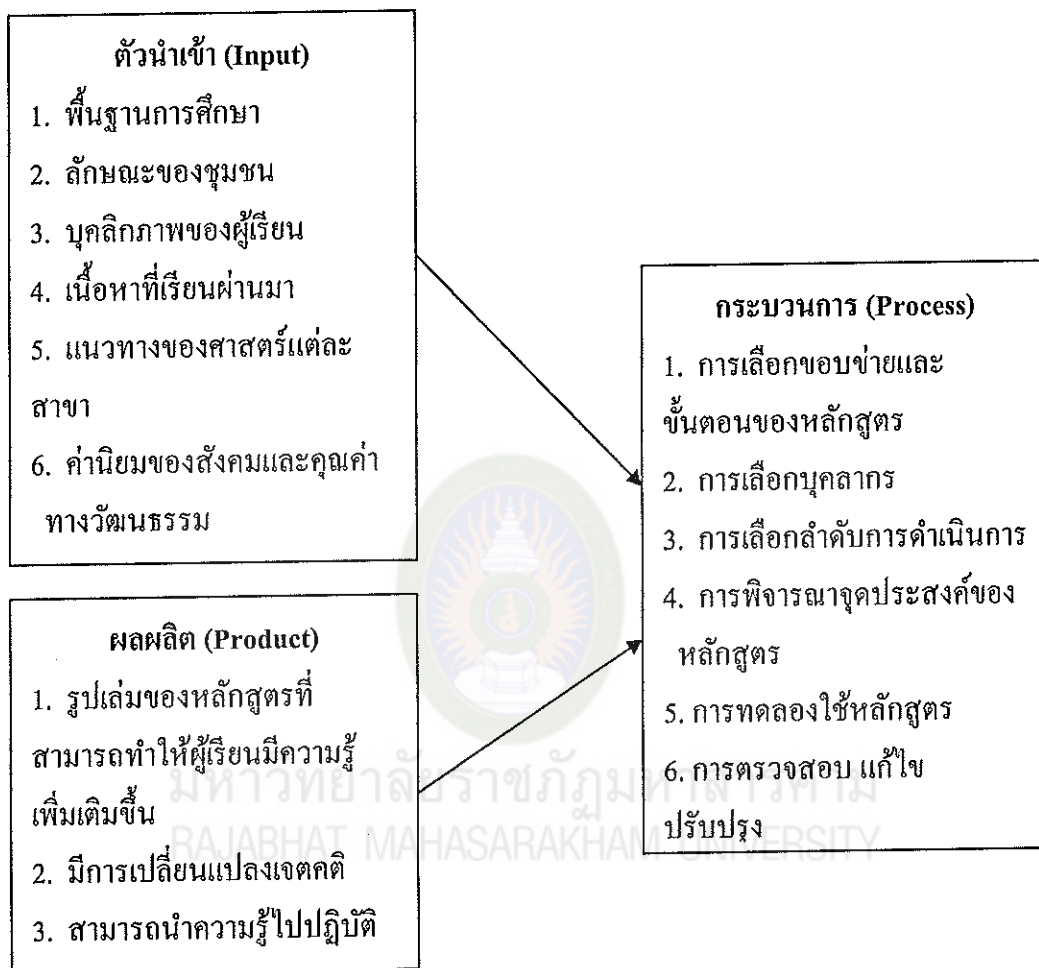 ตัวนำเข้า (Input)
1. พื้นฐานการศึกษา
2. ลักษณะของชุมชน
3. บุคลิกภาพของผู้เรียน
4. เนื้อหาที่เรียนผ่านมา
5. แนวทางของศาสตร์แต่ละ
สาขา
6. ค่านิยมของสังคมและคุณค่า
ทางวัฒนธรรม
ผลผลิต (Product)
1. รูปเล่มของหลักสูตรที่
สามารถทำให้ผู้เรียนมีความรู้
เพิ่มเติมขึ้น
2. มีการเปลี่ยนแปลงเจตคติ
3. สามารถนำความรู้ไปปฏิบัติ
กระบวนการ (Process)
1. การเลือกขอบข่ายและ
ขั้นตอนของหลักสูตร
2. การเลือกบุคลากร
3. การเลือกลำดับการดำเนินการ
4. การพิจารณาจุดประสงค์ของ
หลักสูตร
5. การทดลองใช้หลักสูตร
6. การตรวจสอบ แก้ไข
ปรับปรุง
มหาวิทยาลัยราชภัฏมหาสารคาม
RAJABHAT MAHASARAKHAM UNIVERSITY